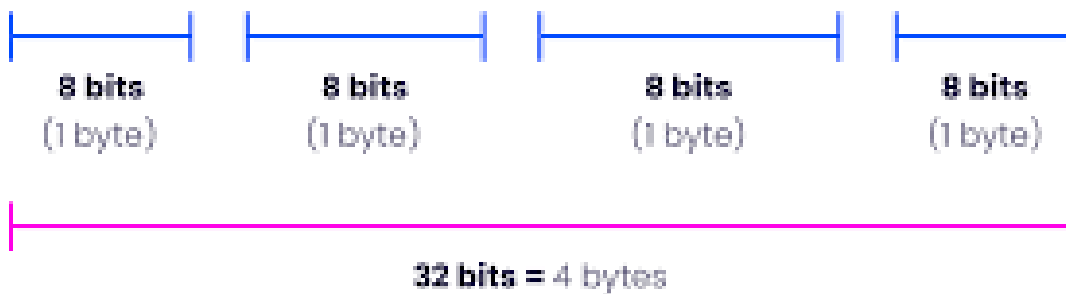 8 bits 8 bits 8 bits 8 bits
(1 byte) (1 byte) (1 byte) (1 byte)
32 bits = 4 bytes